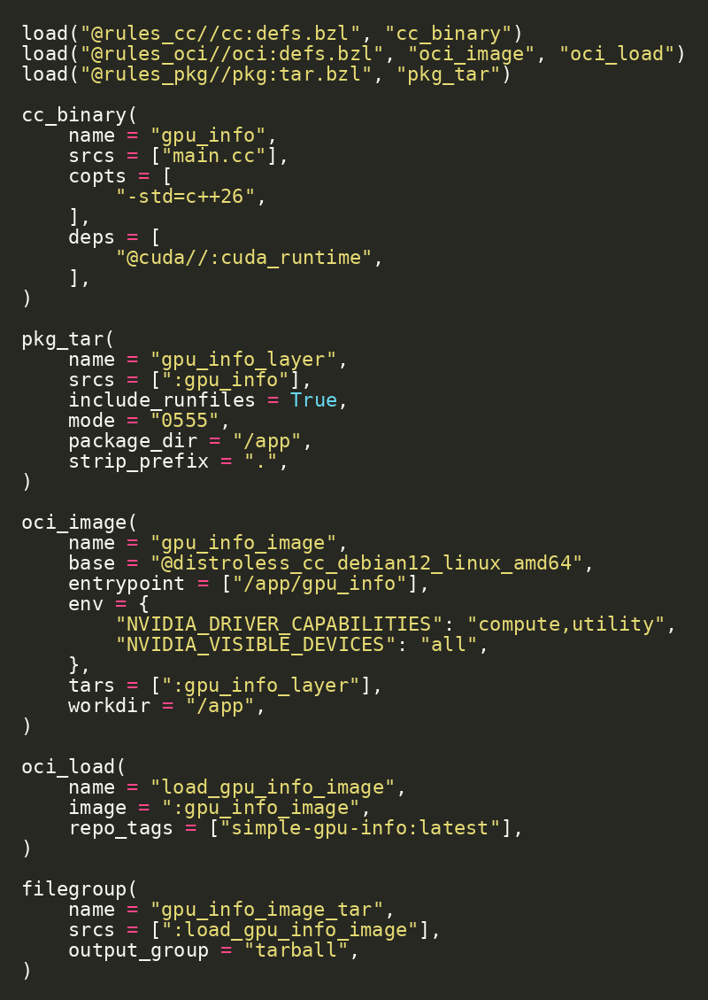 load("@rules_cc//cc:defs.bzl", "cc_binary")
load("@rules_oci//oci:defs.bzl", "oci_image", "oci_load")
load("@rules_pkg//pkg:tar.bzl", "pkg_tar")

cc_binary(
    name = "gpu_info",
    srcs = ["main.cc"],
    copts = [
        "-std=c++26",
    ],
    deps = [
        "@cuda//:cuda_runtime",
    ],
)

pkg_tar(
    name = "gpu_info_layer",
    srcs = [":gpu_info"],
    include_runfiles = True,
    mode = "0555",
    package_dir = "/app",
    strip_prefix = ".",
)

oci_image(
    name = "gpu_info_image",
    base = "@distroless_cc_debian12_linux_amd64",
    entrypoint = ["/app/gpu_info"],
    env = {
        "NVIDIA_DRIVER_CAPABILITIES": "compute,utility",
        "NVIDIA_VISIBLE_DEVICES": "all",
    },
    tars = [":gpu_info_layer"],
    workdir = "/app",
)

oci_load(
    name = "load_gpu_info_image",
    image = ":gpu_info_image",
    repo_tags = ["simple-gpu-info:latest"],
)

filegroup(
    name = "gpu_info_image_tar",
    srcs = [":load_gpu_info_image"],
    output_group = "tarball",
)